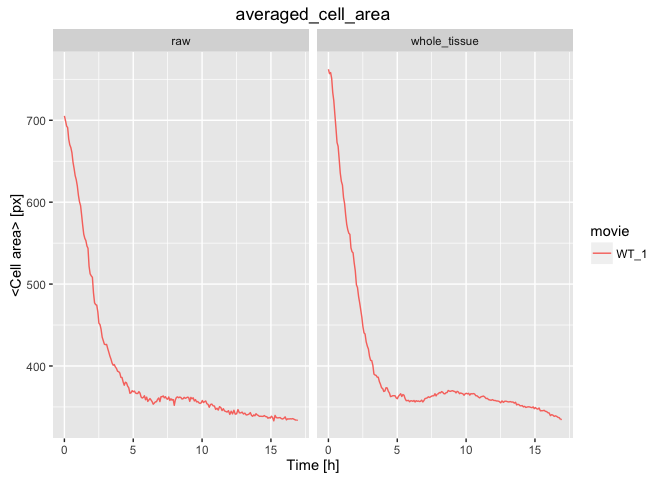 averaged_cell_area
raw
whole_tissue
700
600
500
400
<Cell area> [px]
0
5
10
15
0
5
10
15
Time [h]
movie
WT_1